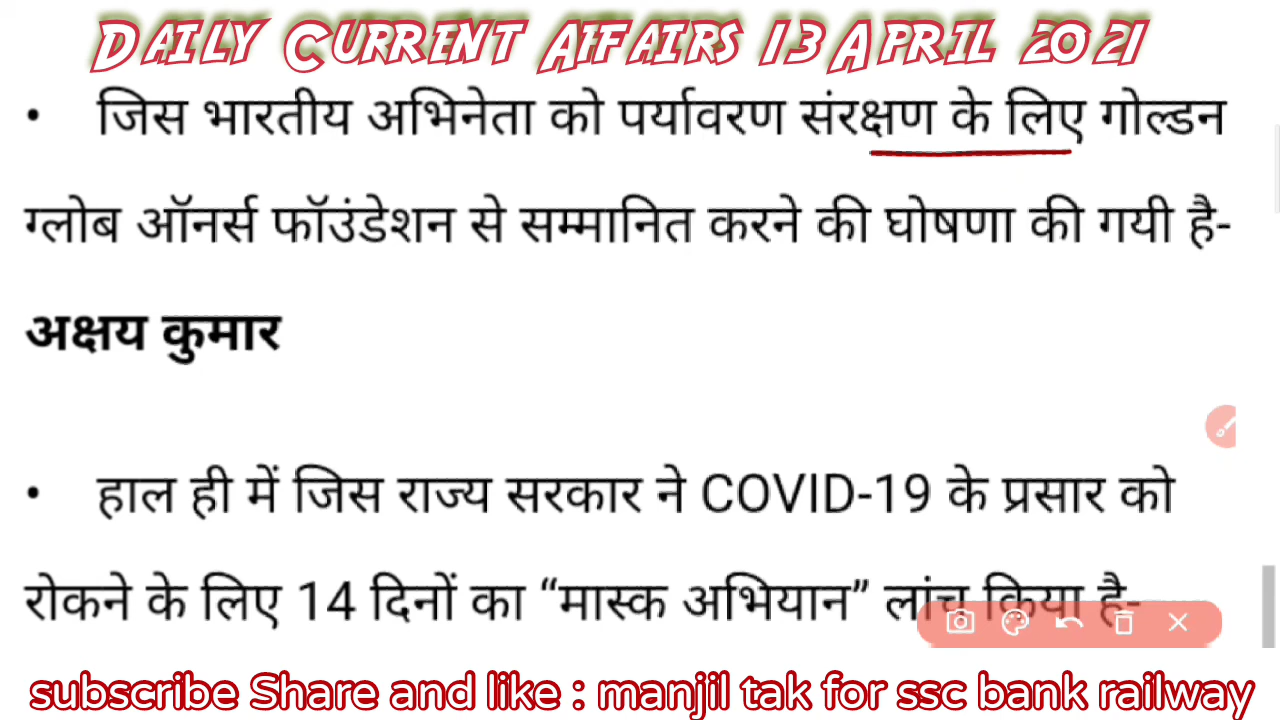 DAILY CURRENT AFFAIRS 13 APRIL 2021
• जिस भारतीय अभिनेता को पर्यावरण संरक्षण के लिए गोल्डन
ग्लोब ऑनर्स फॉउंडेशन से सम्मानित करने की घोषणा की गयी है-
अक्षय कुमार
• हाल ही में जिस राज्य सरकार ने COVID-19 के प्रसार को
रोकने के लिए 14 दिनों का “मास्क अभियान” लांच किया है-
subscribe Share and like : manjil tak for ssc bank railway